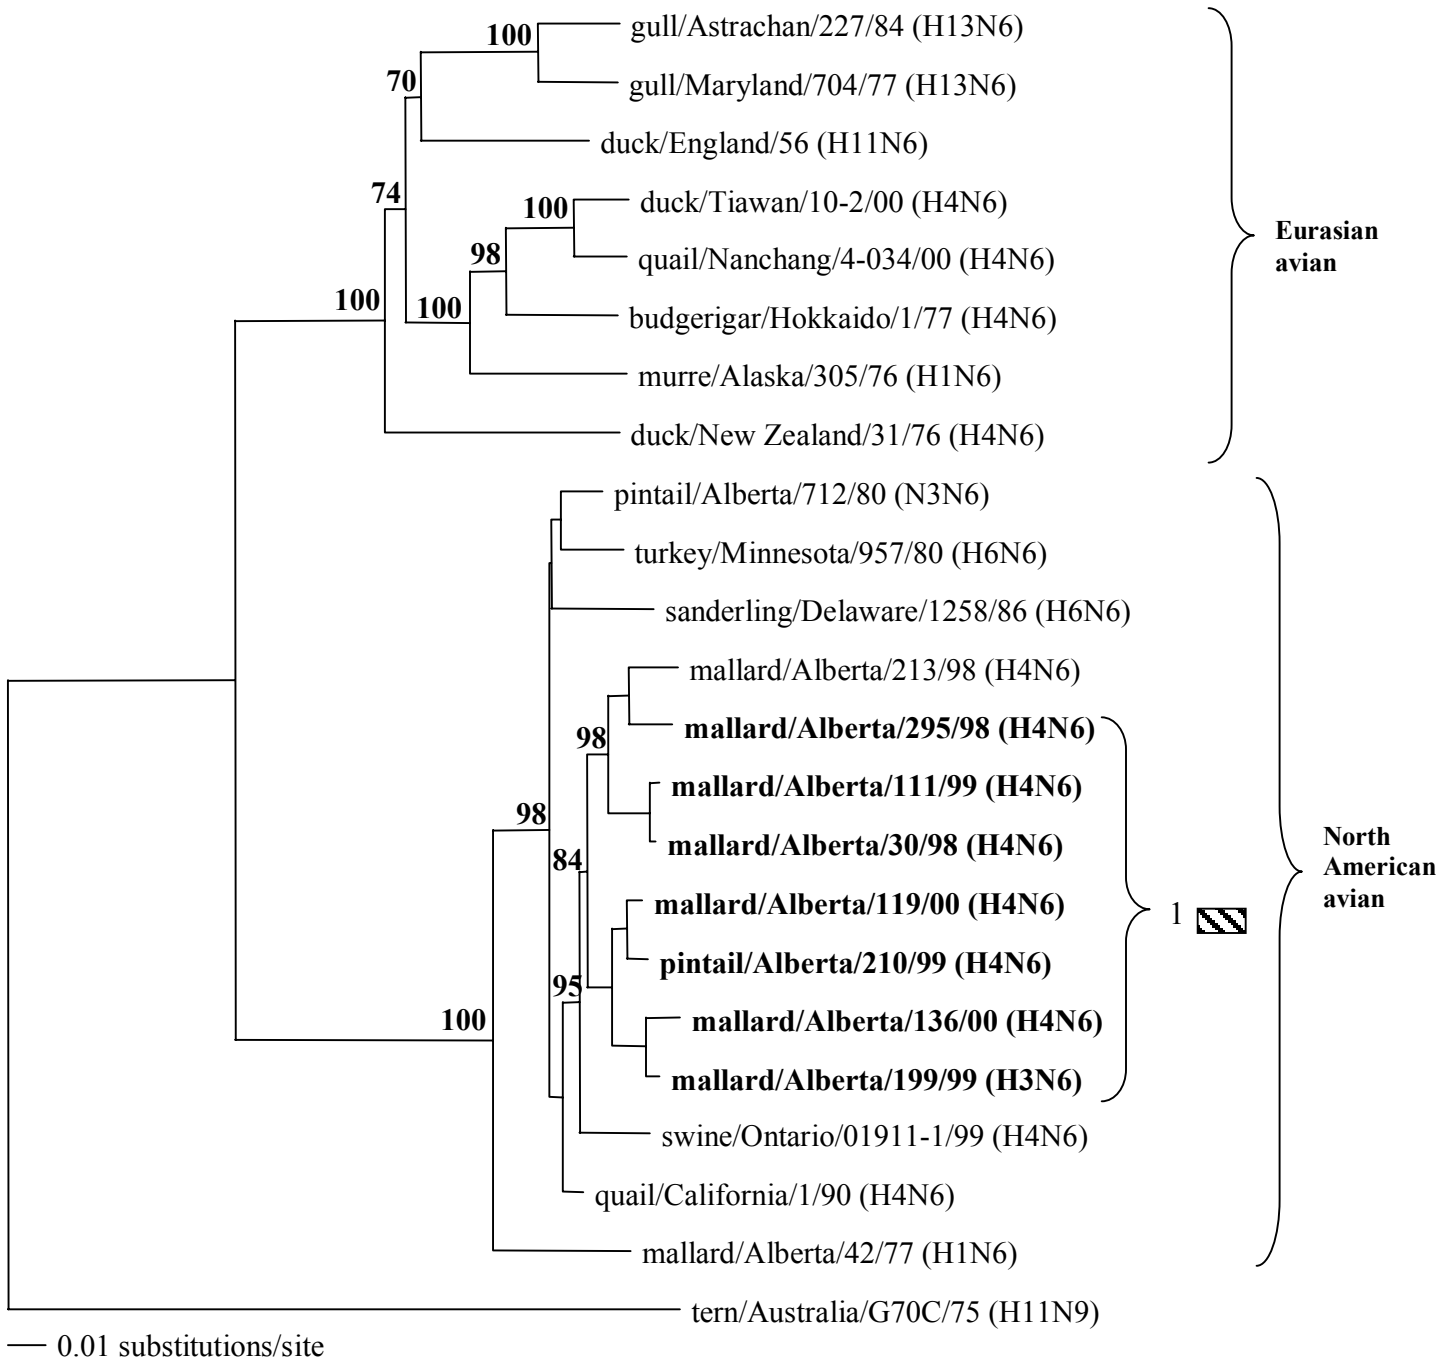 100
gull/Astrachan/227/84 (H13N6)
gull/Maryland/704/77 (H13N6)
70
duck/England/56 (H11N6)
74
100
duck/Tiawan/10-2/00 (H4N6)
98
quail/Nanchang/4-034/00 (H4N6)
100
100
budgerigar/Hokkaido/1/77 (H4N6)
murre/Alaska/305/76 (H1N6)
duck/New Zealand/31/76 (H4N6)
Eurasian
avian
pintail/Alberta/712/80 (N3N6)
turkey/Minnesota/957/80 (H6N6)
sanderling/Delaware/1258/86 (H6N6)
mallard/Alberta/213/98 (H4N6)
98
mallard/Alberta/295/98 (H4N6)
mallard/Alberta/111/99 (H4N6)
98
mallard/Alberta/30/98 (H4N6)
84
mallard/Alberta/119/00 (H4N6)
pintail/Alberta/210/99 (H4N6)
95
mallard/Alberta/136/00 (H4N6)
100
mallard/Alberta/199/99 (H3N6)
1
swine/Ontario/01911-1/99 (H4N6)
quail/California/1/90 (H4N6)
mallard/Alberta/42/77 (H1N6)
North
American
avian
tern/Australia/G70C/75 (H11N9)
0.01 substitutions/site